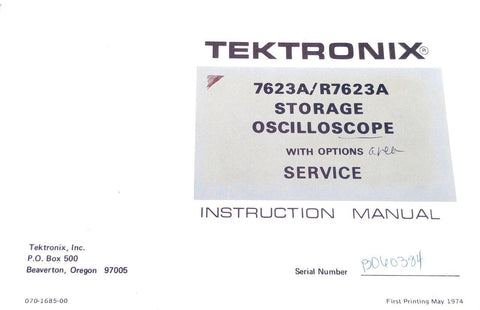 TEKTRONIX®
7623A/R7623A
STORAGE
OSCILLOSCOPE
WITH OPTIONS
SERVICE
INSTRUCTION MANUAL
Tektronix, Inc.
P.O. Box 500
Beaverton, Oregon 97005
Serial Number B060384
070-1685-00
First Printing May 1974